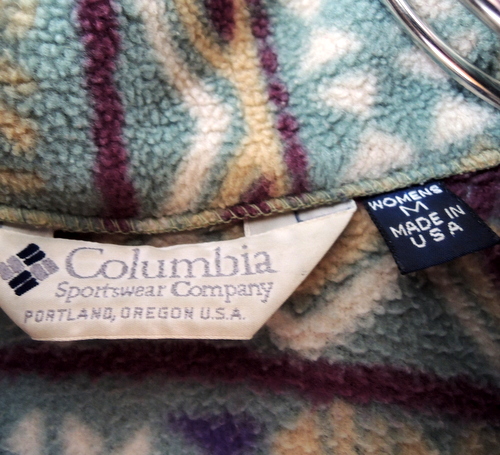 Columbia
Sportswear Company
PORTLAND, OREGON U.S.A.
WOMENS
M
MADE IN
USA